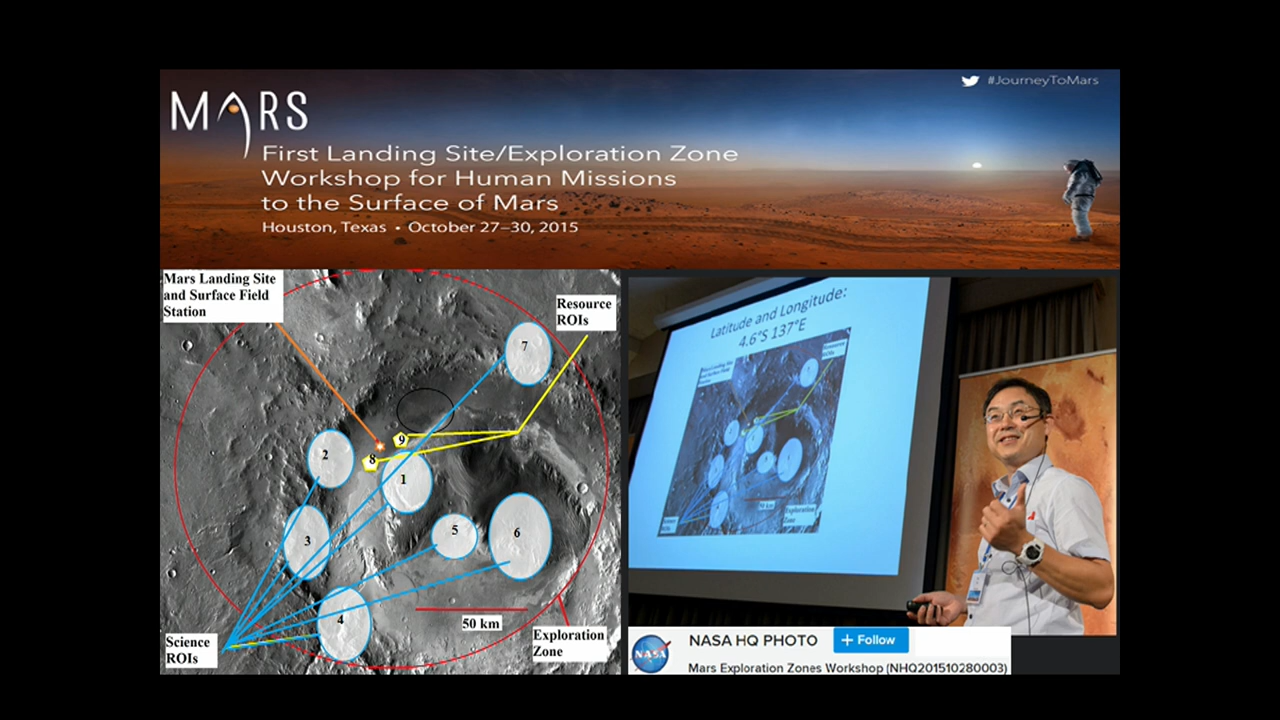 #JourneyToMars
MARS
First Landing Site/Exploration Zone
Workshop for Human Missions
to the Surface of Mars
Houston, Texas • October 27–30, 2015
Mars Landing Site
and Surface Field
Station
Resource
ROIs
7
9
2
8
1
3
5
6
4
50 km
Science
ROIs
Exploration
Zone
Latitude and Longitude:
4.6°S 137°E
50 km
Exploration
Zone
NASA
NASA HQ PHOTO
+ Follow
Mars Exploration Zones Workshop (NHQ201510280003)